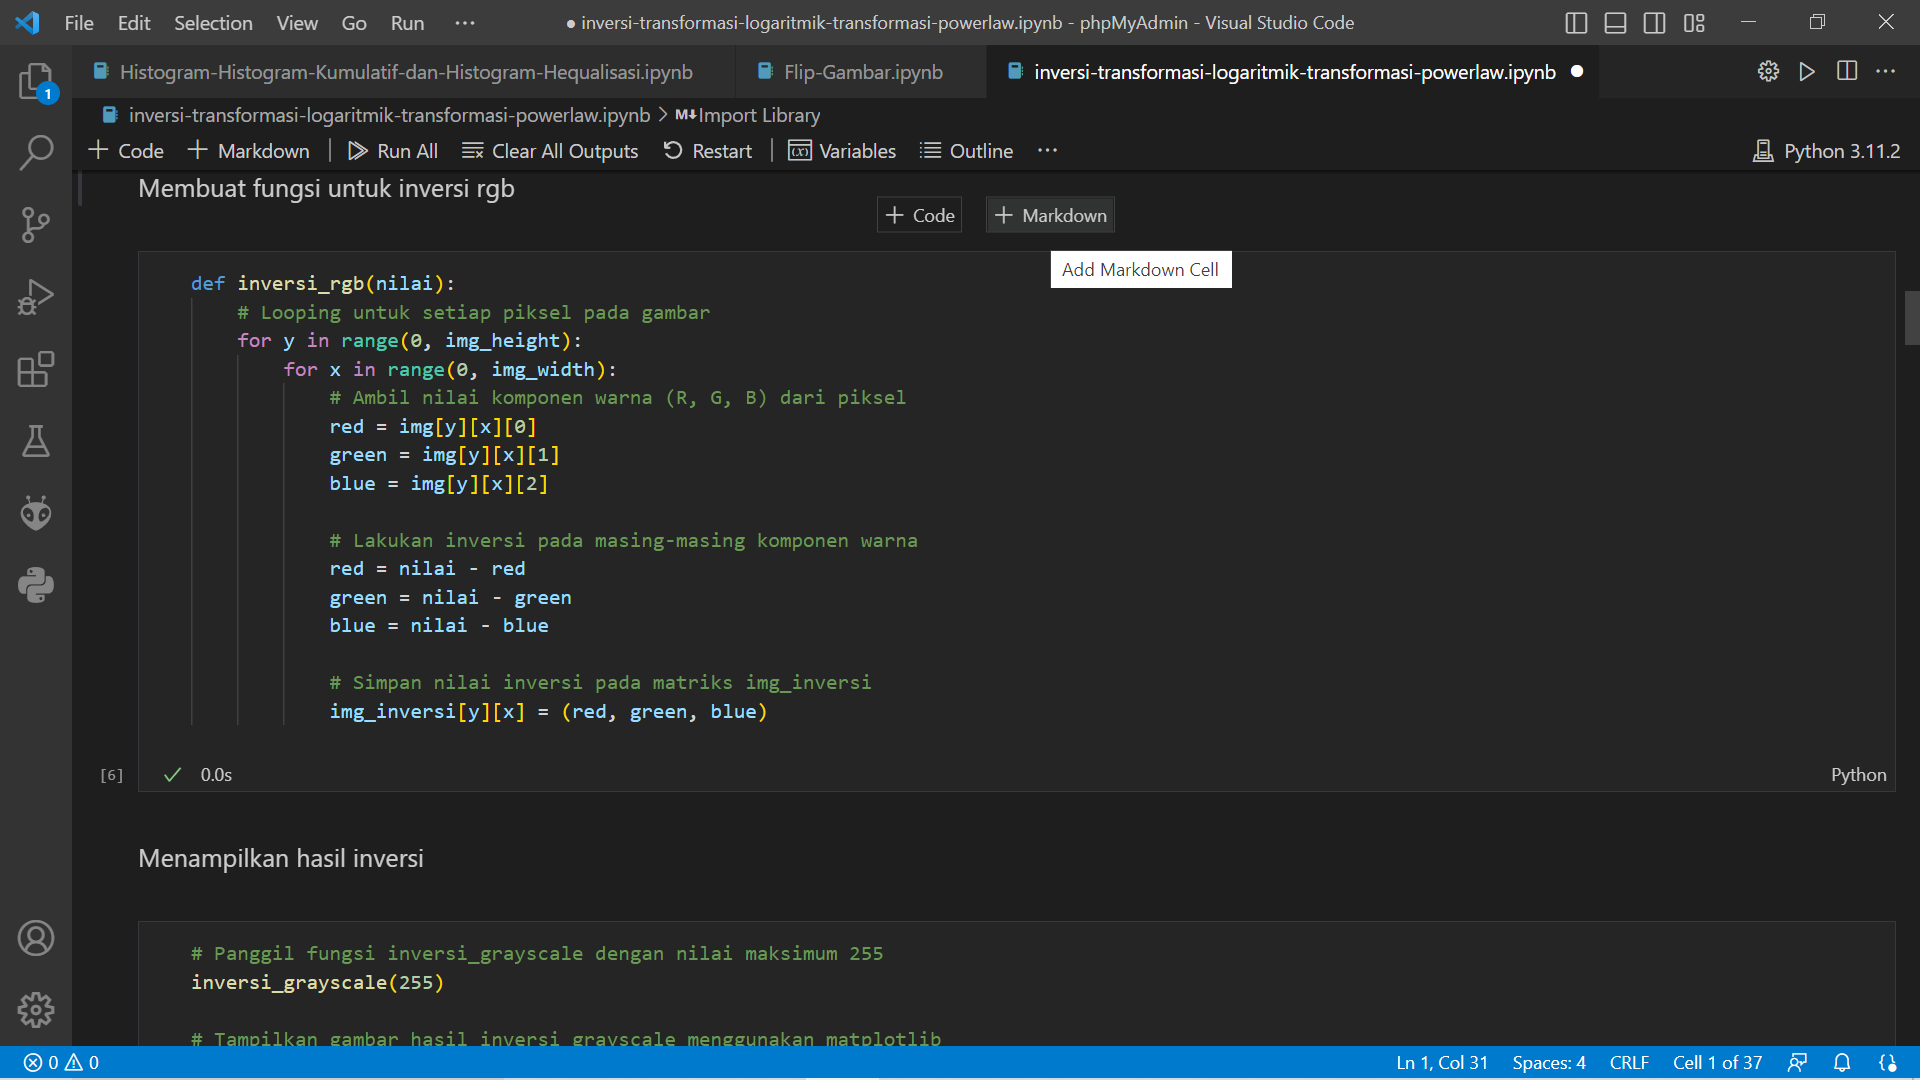 File Edit Selection View Go Run ··· ● inversi-transformasi-logaritmik-transformasi-powerlaw.ipynb - phpMyAdmin - Visual Studio Code
1
Histogram-Histogram-Kumulatif-dan-Histogram-Hequalisasi.ipynb Flip-Gambar.ipynb inversi-transformasi-logaritmik-transformasi-powerlaw.ipynb ●
inversi-transformasi-logaritmik-transformasi-powerlaw.ipynb > M↓Import Library
+ Code + Markdown | Run All Clear All Outputs Restart | Variables Outline ··· Python 3.11.2
Membuat fungsi untuk inversi rgb
+ Code + Markdown
Add Markdown Cell
def inversi_rgb(nilai):
    # Looping untuk setiap piksel pada gambar
    for y in range(0, img_height):
        for x in range(0, img_width):
            # Ambil nilai komponen warna (R, G, B) dari piksel
            red = img[y][x][0]
            green = img[y][x][1]
            blue = img[y][x][2]
            # Lakukan inversi pada masing-masing komponen warna
            red = nilai - red
            green = nilai - green
            blue = nilai - blue
            # Simpan nilai inversi pada matriks img_inversi
            img_inversi[y][x] = (red, green, blue)
[6] ✓ 0.0s Python
Menampilkan hasil inversi
# Panggil fungsi inversi_grayscale dengan nilai maksimum 255
inversi_grayscale(255)
# Tampilkan gambar hasil inversi grayscale menggunakan matplotlib
0 0 Ln 1, Col 31 Spaces: 4 CRLF Cell 1 of 37